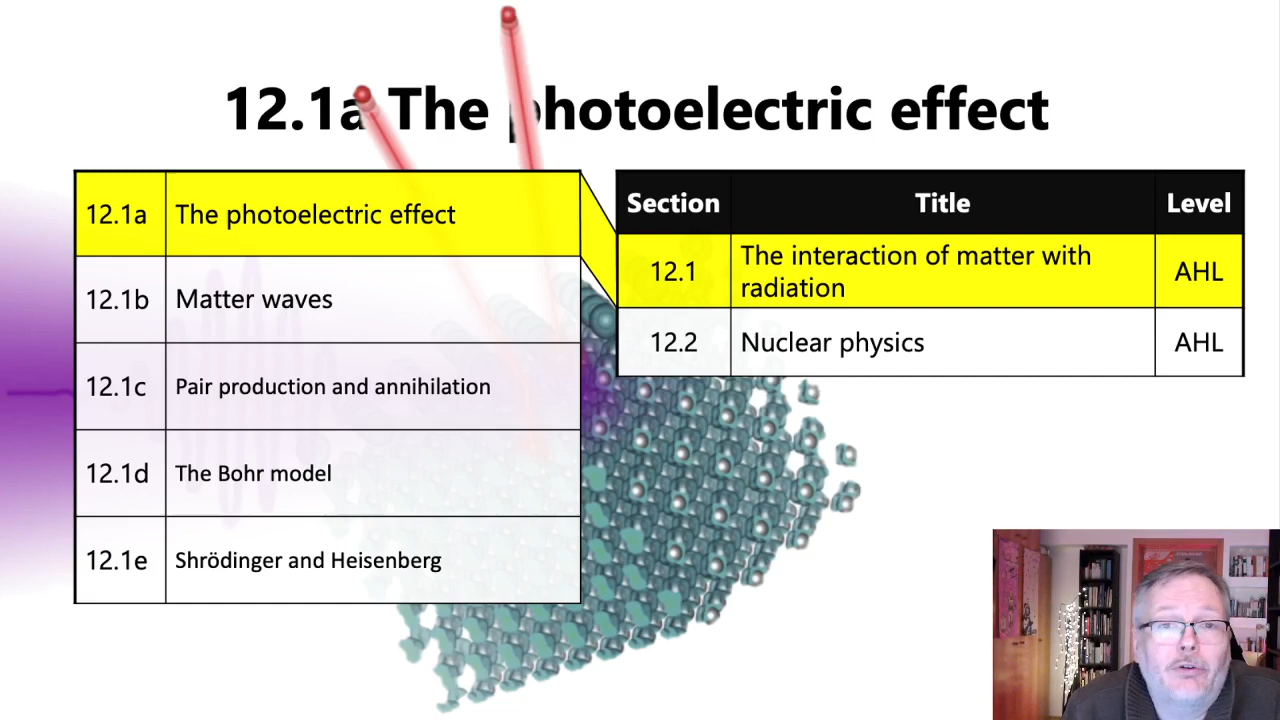 12.1a The photoelectric effect
12.1a The photoelectric effect
12.1b Matter waves
12.1c Pair production and annihilation
12.1d The Bohr model
12.1e Shrödinger and Heisenberg
Section Title Level
12.1 The interaction of matter with
radiation AHL
12.2 Nuclear physics AHL